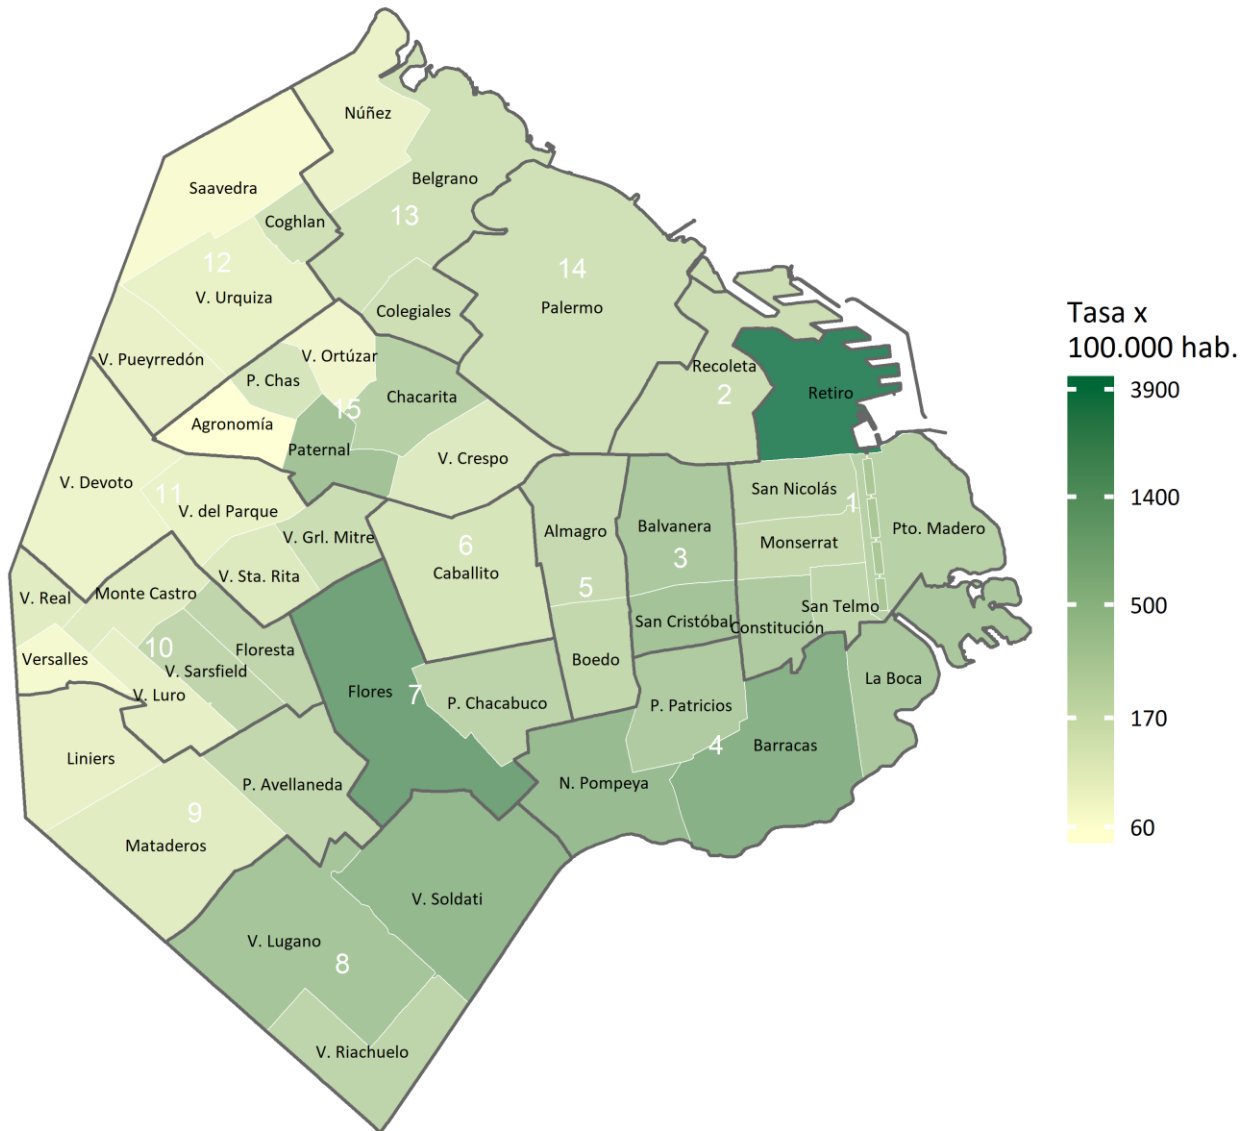 Núñez
Saavedra
Belgrano
Coghlan
13
12
V. Urquiza
14
Palermo
Colegiales
V. Pueyrredón
V. Ortúzar
P. Chas
Chacarita
Recoleta
2
Retiro
15
Agronomía
Paternal
V. Crespo
V. Devoto
11
V. del Parque
San Nicolás
1
Almagro
Balvanera
Pto. Madero
V. Grl. Mitre
6
Caballito
Monserrat
3
V. Sta. Rita
5
Monte Castro
V. Real
San Telmo
San Cristóbal
Constitución
10
Floresta
Versalles
V. Sarsfield
Boedo
La Boca
V. Luro
Flores
7
P. Chacabuco
P. Patricios
4
Barracas
Liniers
P. Avellaneda
N. Pompeya
9
Mataderos
V. Soldati
V. Lugano
8
V. Riachuelo
Tasa x
100.000 hab.
3900
1400
500
170
60